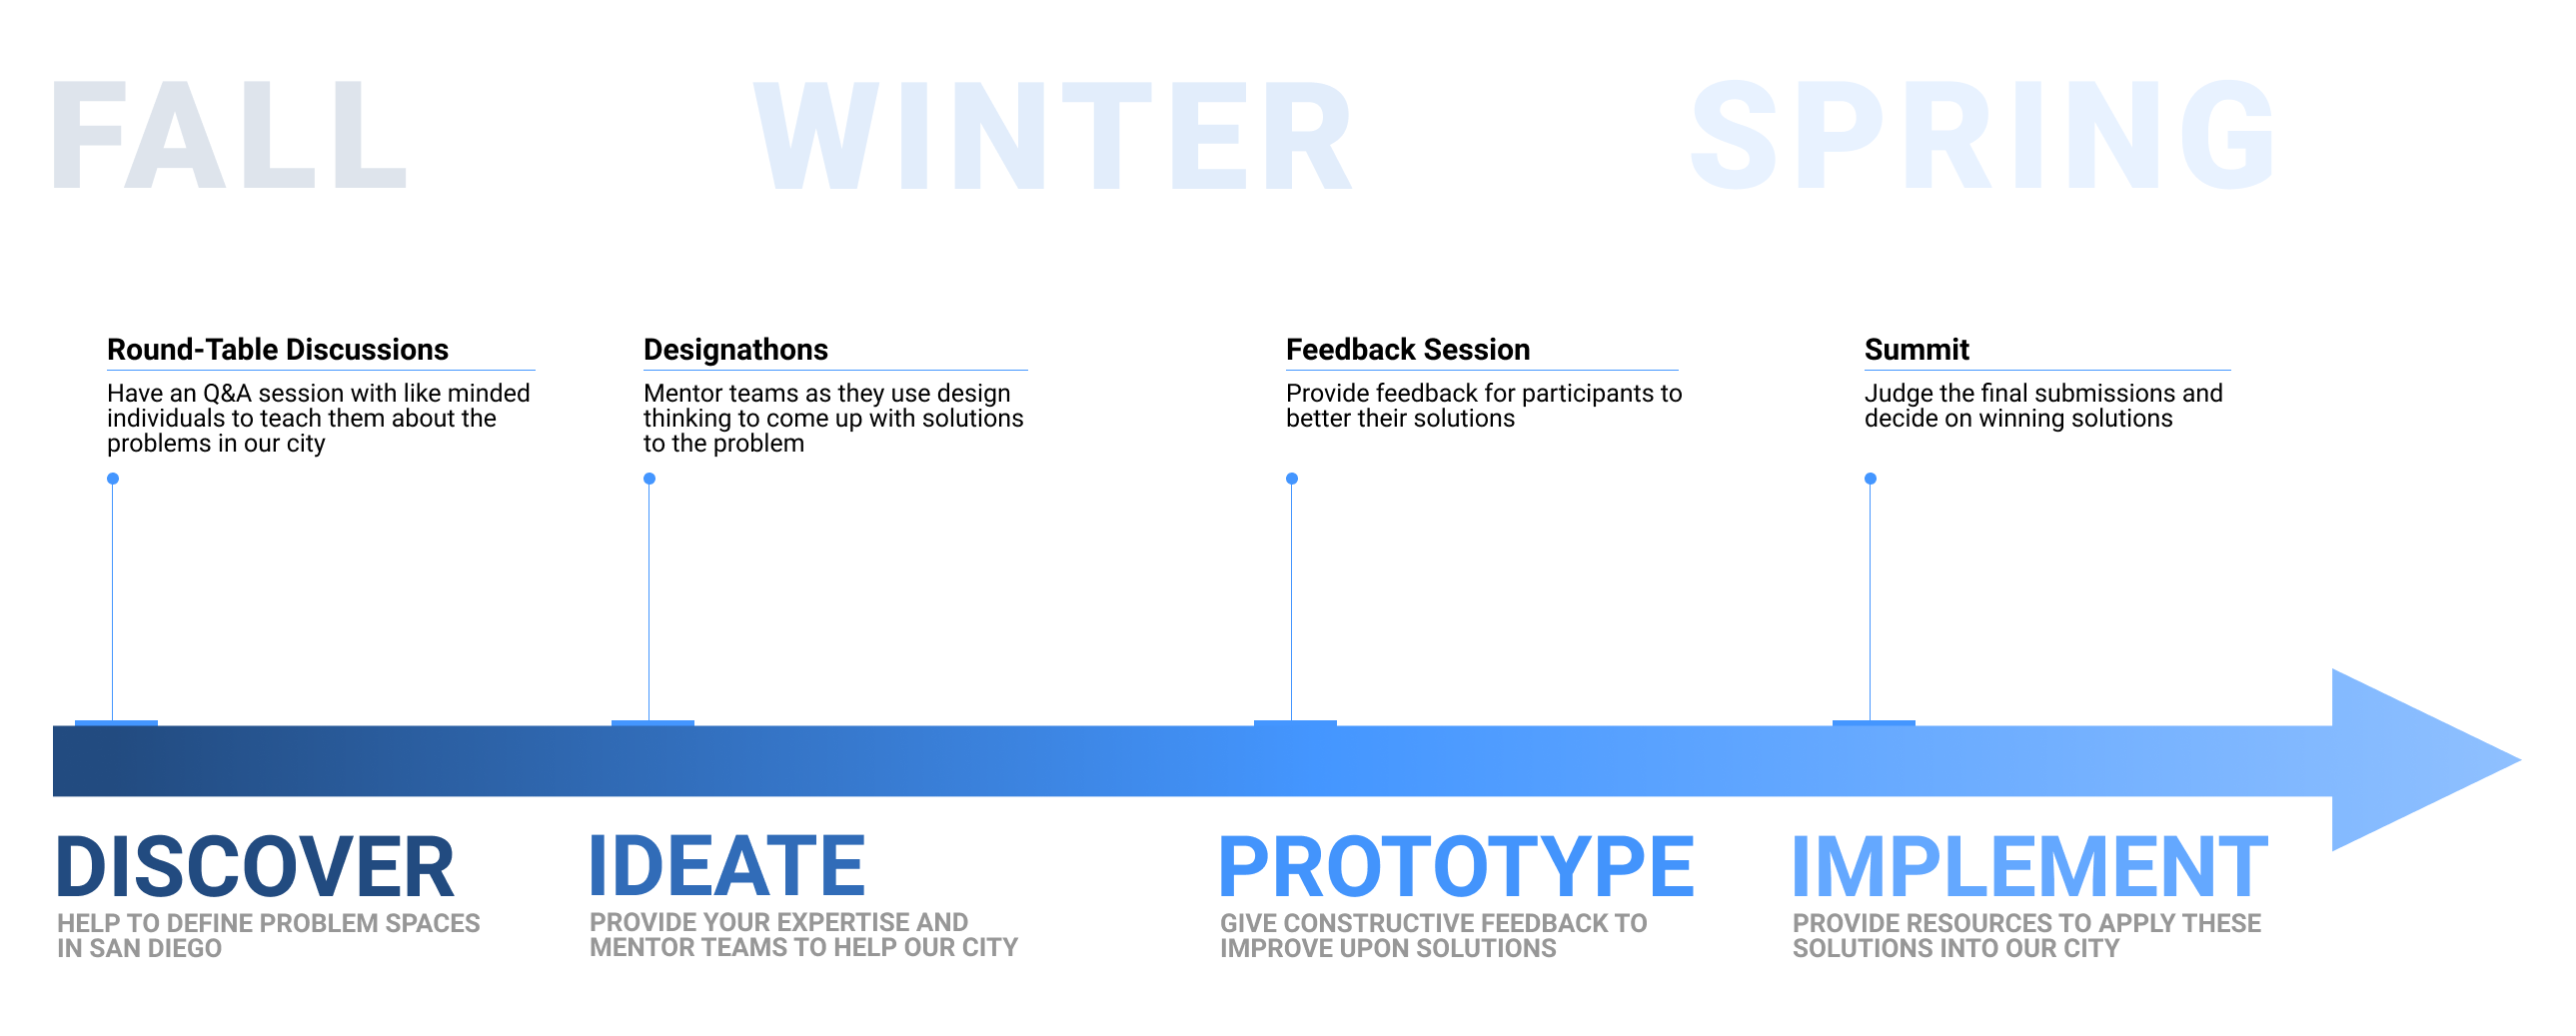 FALL
WINTER
SPRING
Round-Table Discussions
Have an Q&A session with like minded
individuals to teach them about the
problems in our city
Designathons
Mentor teams as they use design
thinking to come up with solutions
to the problem
Feedback Session
Provide feedback for participants to
better their solutions
Summit
Judge the final submissions and
decide on winning solutions
DISCOVER
HELP TO DEFINE PROBLEM SPACES
IN SAN DIEGO
IDEATE
PROVIDE YOUR EXPERTISE AND
MENTOR TEAMS TO HELP OUR CITY
PROTOTYPE
GIVE CONSTRUCTIVE FEEDBACK TO
IMPROVE UPON SOLUTIONS
IMPLEMENT
PROVIDE RESOURCES TO APPLY THESE
SOLUTIONS INTO OUR CITY